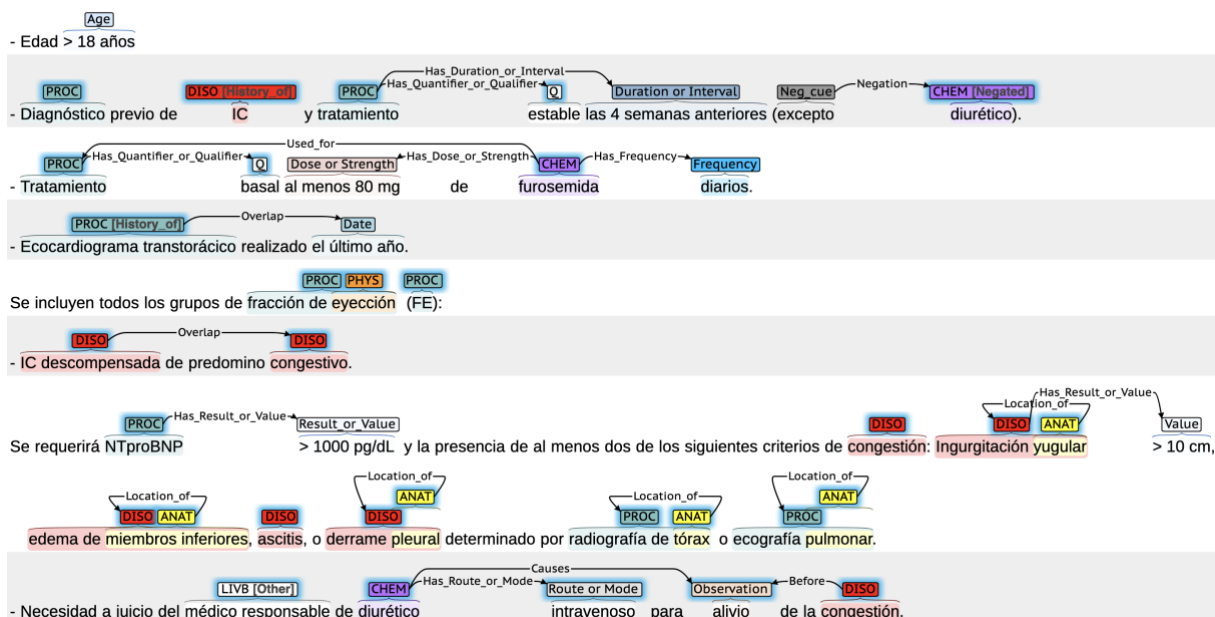 Age
- Edad > 18 años
Has_Duration_or_Interval
Has_Quantifier_or_Qualifier
Negation
PROC DISO [History_of] PROC Q Duration or Interval Neg_cue CHEM [Negated]
- Diagnóstico previo de IC y tratamiento estable las 4 semanas anteriores (excepto diurético).
Used_for
Has_Quantifier_or_Qualifier Has_Dose_or_Strength Has_Frequency
PROC Q Dose or Strength CHEM Frequency
- Tratamiento basal al menos 80 mg de furosemida diarios.
Overlap
PROC [History_of] Date
- Ecocardiograma transtorácico realizado el último año.
PROC PHYS PROC
Se incluyen todos los grupos de fracción de eyección (FE):
Overlap
DISO DISO
- IC descompensada de predomino congestivo.
Has_Result_or_Value
Location_of
Has_Result_or_Value
PROC Result_or_Value DISO DISO ANAT Value
Se requerirá NTproBNP > 1000 pg/dL y la presencia de al menos dos de los siguientes criterios de congestión: Ingurgitación yugular > 10 cm,
Location_of Location_of
ANAT ANAT
Location_of Location_of
DISO ANAT DISO DISO PROC ANAT PROC
edema de miembros inferiores, ascitis, o derrame pleural determinado por radiografía de tórax o ecografía pulmonar.
Causes
Has_Route_or_Mode Before
LIVB [Other] CHEM Route or Mode Observation DISO
- Necesidad a juicio del médico responsable de diurético intravenoso para alivio de la congestión.